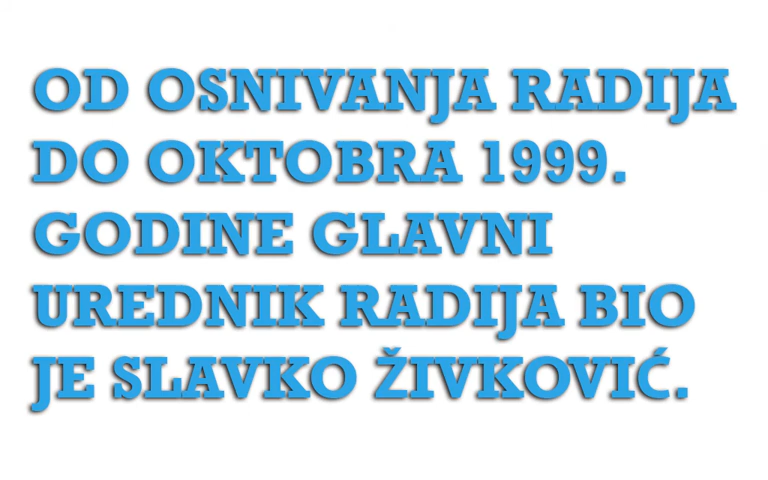 OD OSNIVANJA RADIJA
DO OKTOBRA 1999.
GODINE GLAVNI
UREDNIK RADIJA BIO
JE SLAVKO ŽIVKOVIĆ.